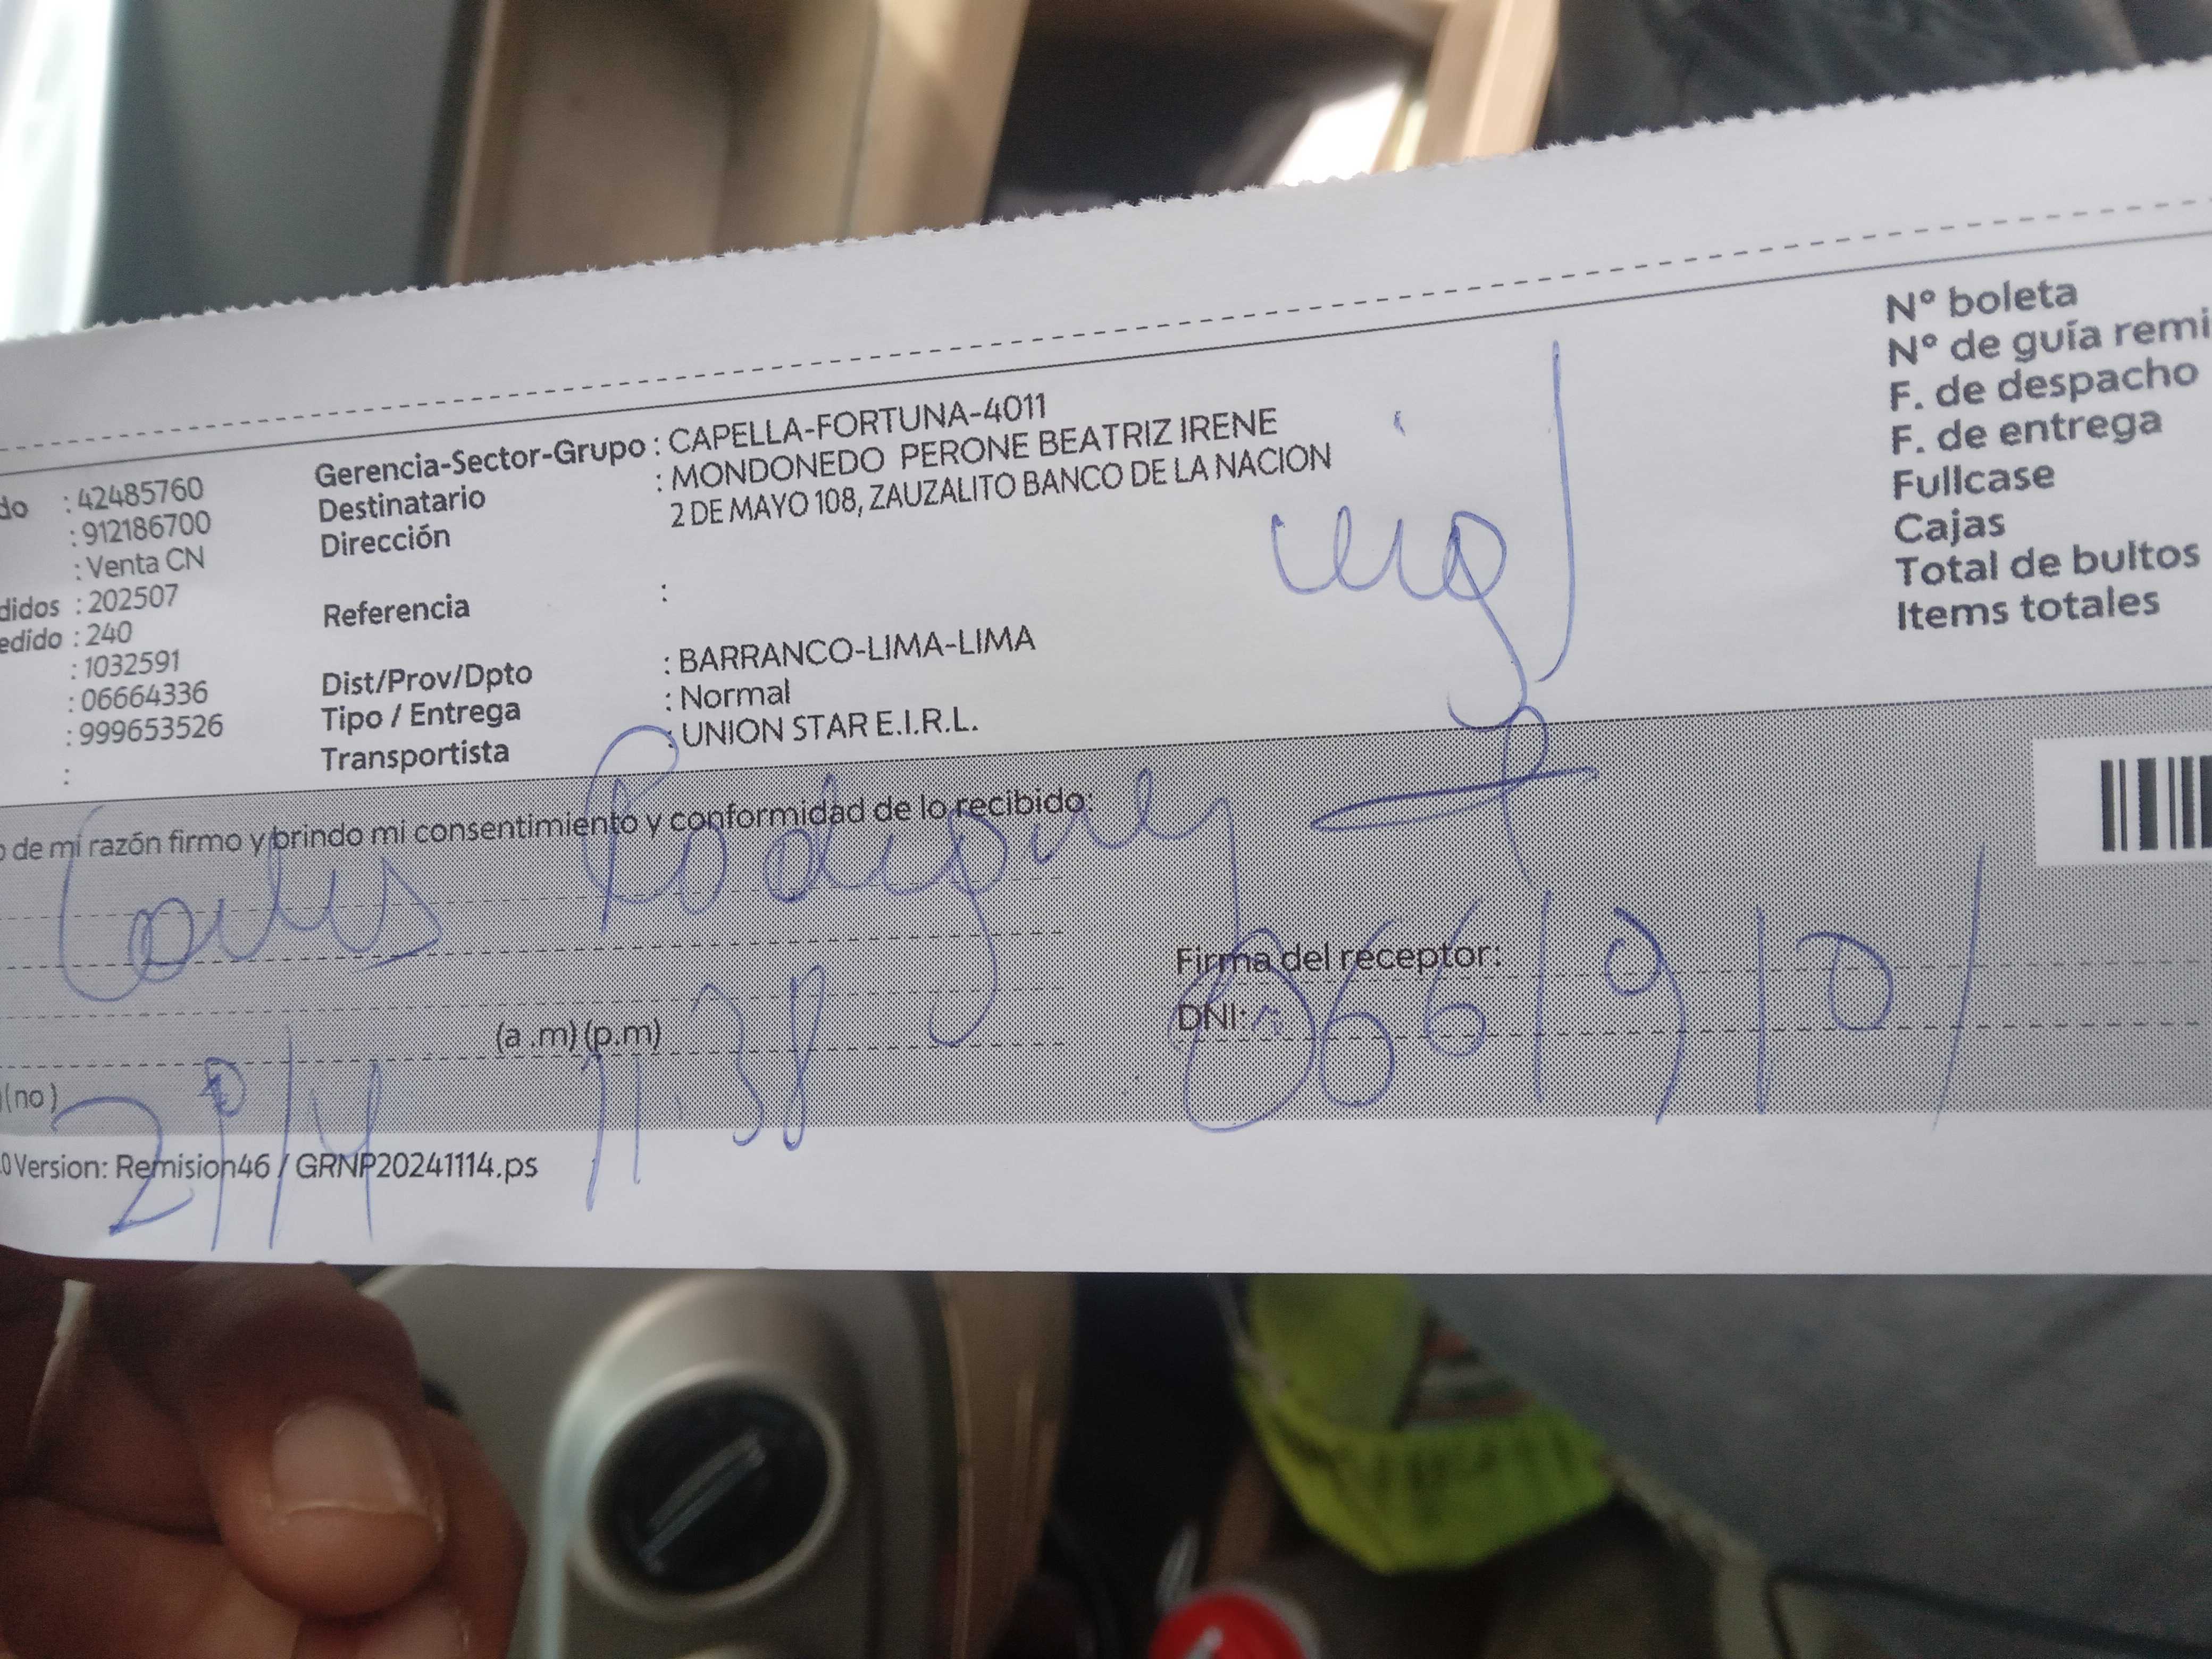 do : 42485760
: 912186700
: Venta CN
didos : 202507
edido : 240
: 1032591
: 06664336
: 999653526
:
Gerencia-Sector-Grupo : CAPELLA-FORTUNA-4011
Destinatario : MONDONEDO PERONE BEATRIZ IRENE
Dirección 2 DE MAYO 108, ZAUZALITO BANCO DE LA NACION
Referencia :
Dist/Prov/Dpto : BARRANCO-LIMA-LIMA
Tipo / Entrega : Normal
Transportista : UNION STAR E.I.R.L.
N° boleta
N° de guía remi
F. de despacho
F. de entrega
Fullcase
Cajas
Total de bultos
Items totales
o de mi razón firmo y brindo mi consentimiento y conformidad de lo recibido:
Rodriguez
Firma del receptor:
DNI:
(a .m) (p.m) 11:38
(no)
0 Version: Remision46 / GRNP20241114.ps